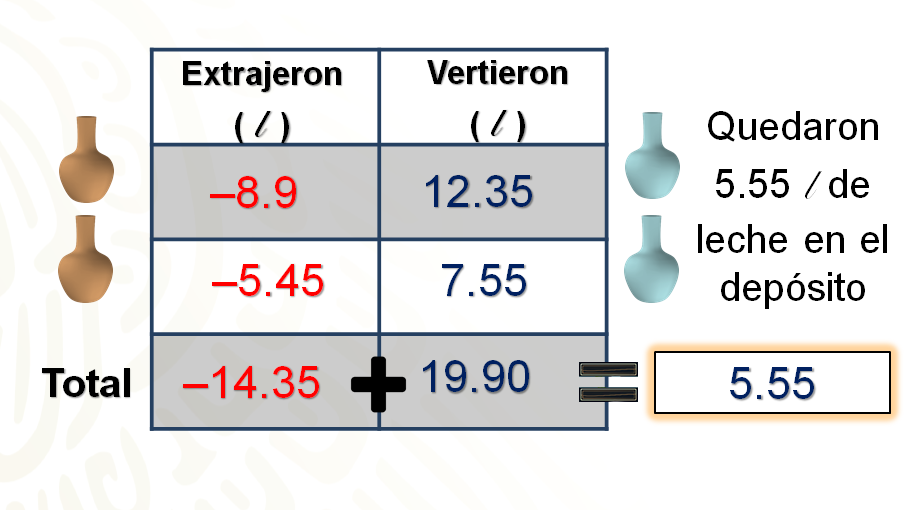 Extrajeron Vertieron
( l ) ( l )
–8.9 12.35
–5.45 7.55
Total –14.35 + 19.90 = 5.55
Quedaron
5.55 l de
leche en el
depósito